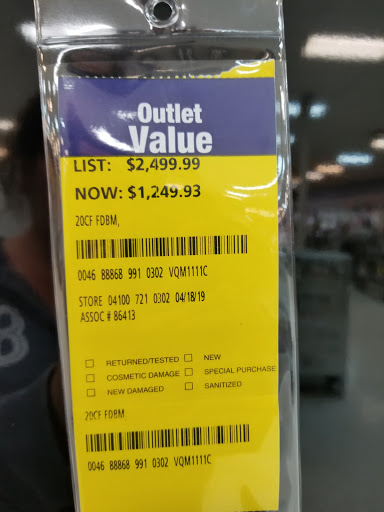 Outlet
Value
LIST: $2,499.99
NOW: $1,249.93
20CF FDBM,
0046 88868 991 0302 VQM1111C
STORE 04100 721 0302 04/18/19
ASSOC # 86413
RETURNED/TESTED NEW
COSMETIC DAMAGE SPECIAL PURCHASE
NEW DAMAGED SANITIZED
20CF FDBM
0046 88868 991 0302 VQM1111C